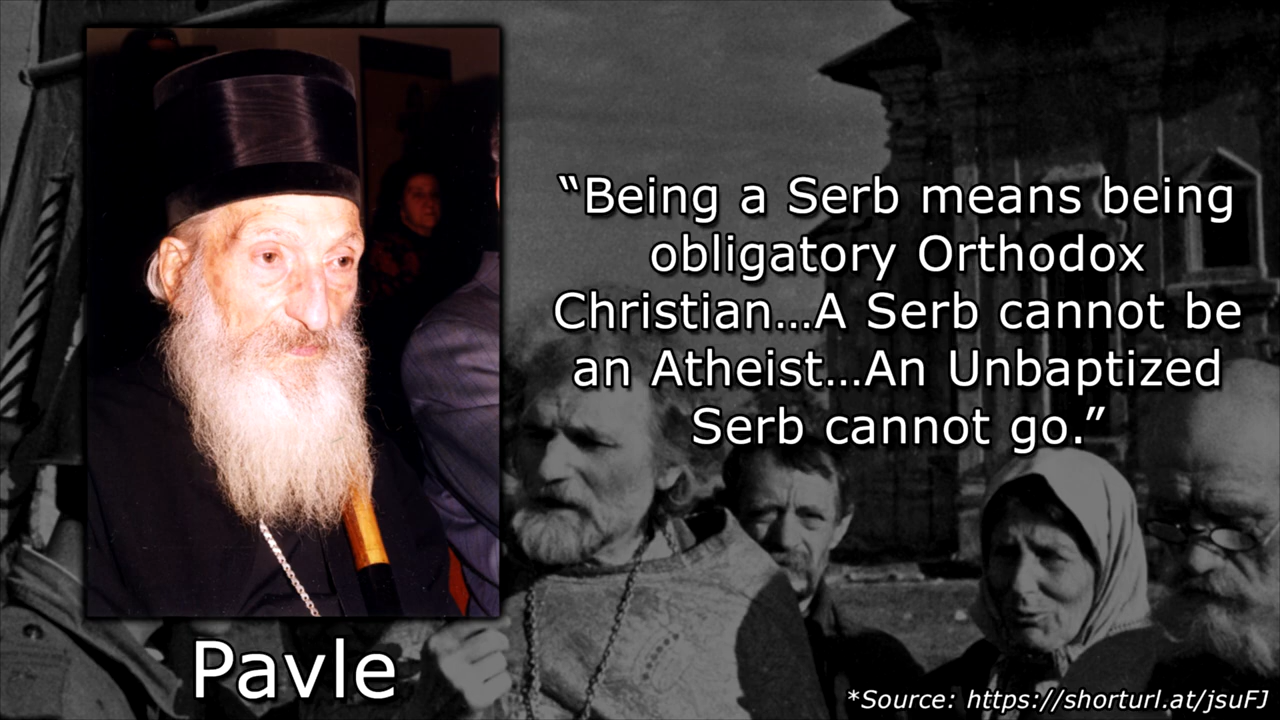 “Being a Serb means being
obligatory Orthodox
Christian…A Serb cannot be
an Atheist…An Unbaptized
Serb cannot go.”
Pavle
*Source: https://shorturl.at/jsuFJ